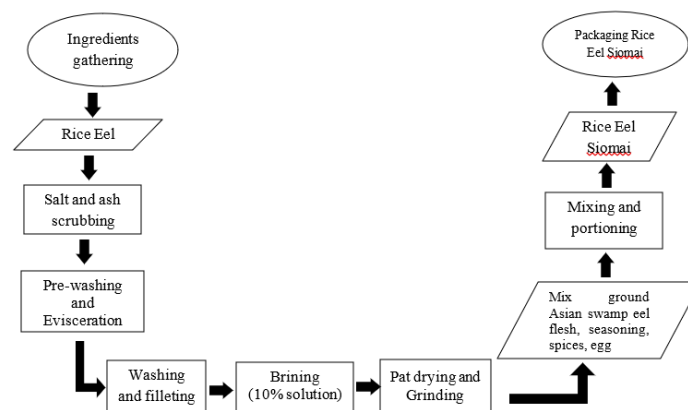 Ingredients
gathering
Rice Eel
Salt and ash
scrubbing
Pre-washing
and
Evisceration
Washing
and filleting
Brining
(10% solution)
Pat drying and
Grinding
Mix ground
Asian swamp eel
flesh, seasoning,
spices, egg
Mixing and
portioning
Rice Eel
Siomai
Packaging Rice
Eel Siomai